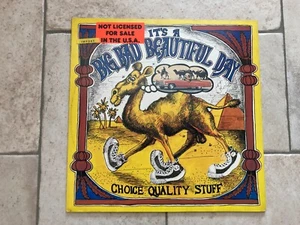 NOT LICENSED
FOR SALE
IN THE U.S.A.
IT'S A
BIG BAD BEAUTIFUL DAY
CHOICE QUALITY STUFF